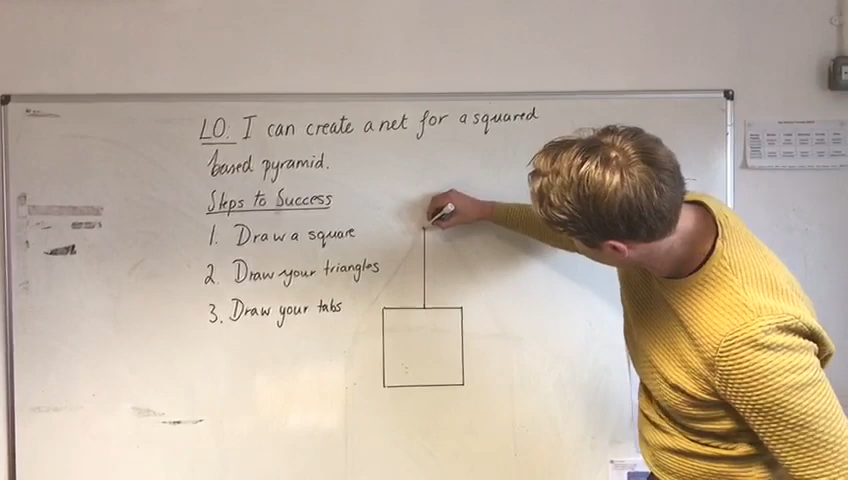 LO: I can create a net for a squared
based pyramid.
Steps to Success
1. Draw a square
2. Draw your triangles
3. Draw your tabs